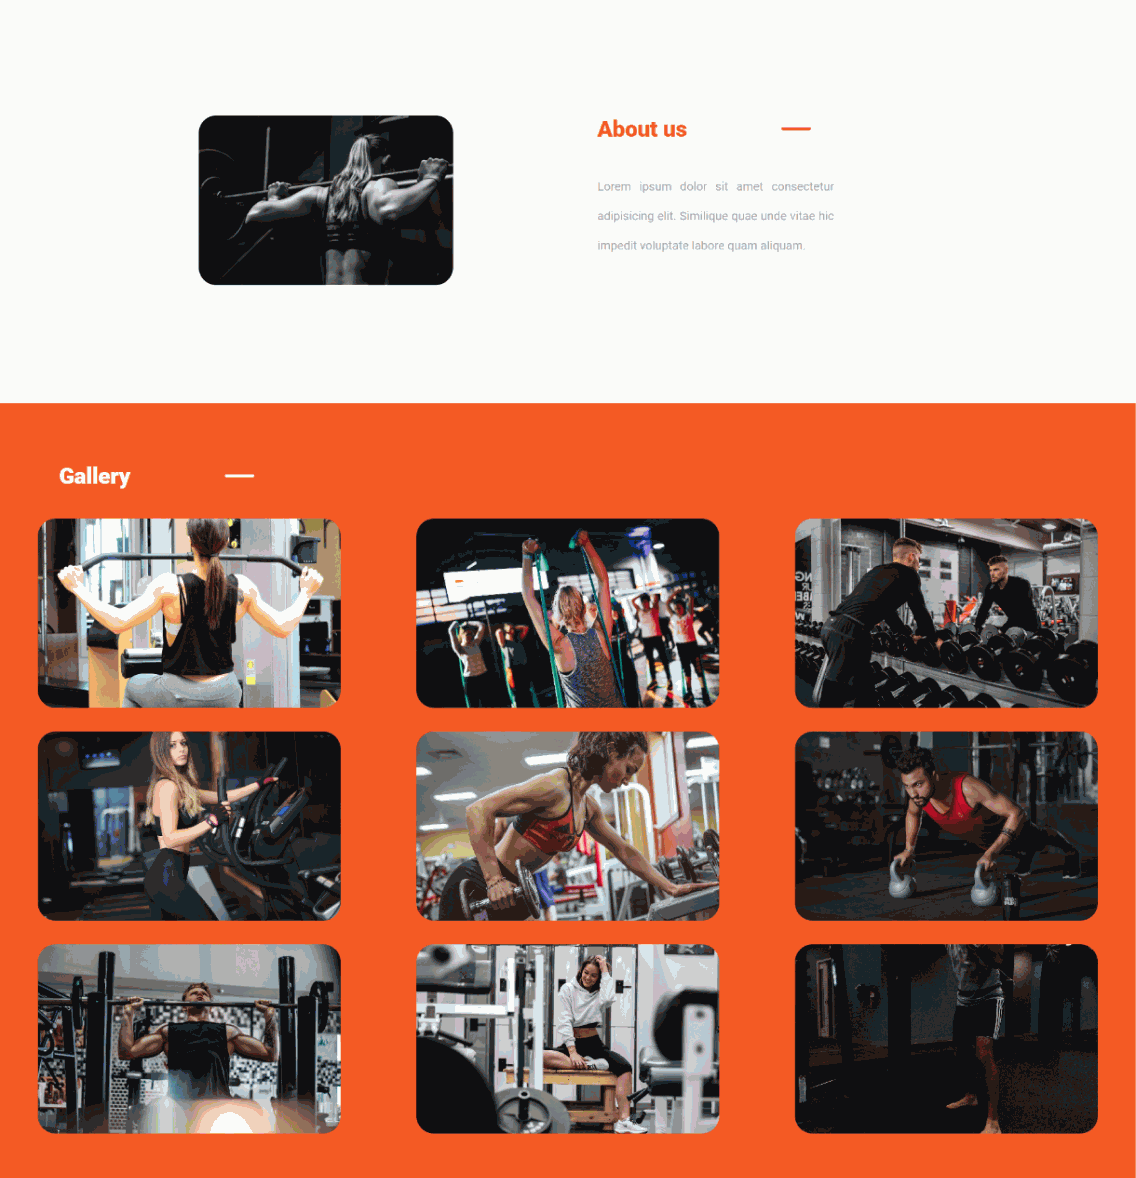 About us
Lorem ipsum dolor sit amet consectetur
adipisicing elit. Similique quae unde vitae hic
impedit voluptate labore quam aliquam.
Gallery